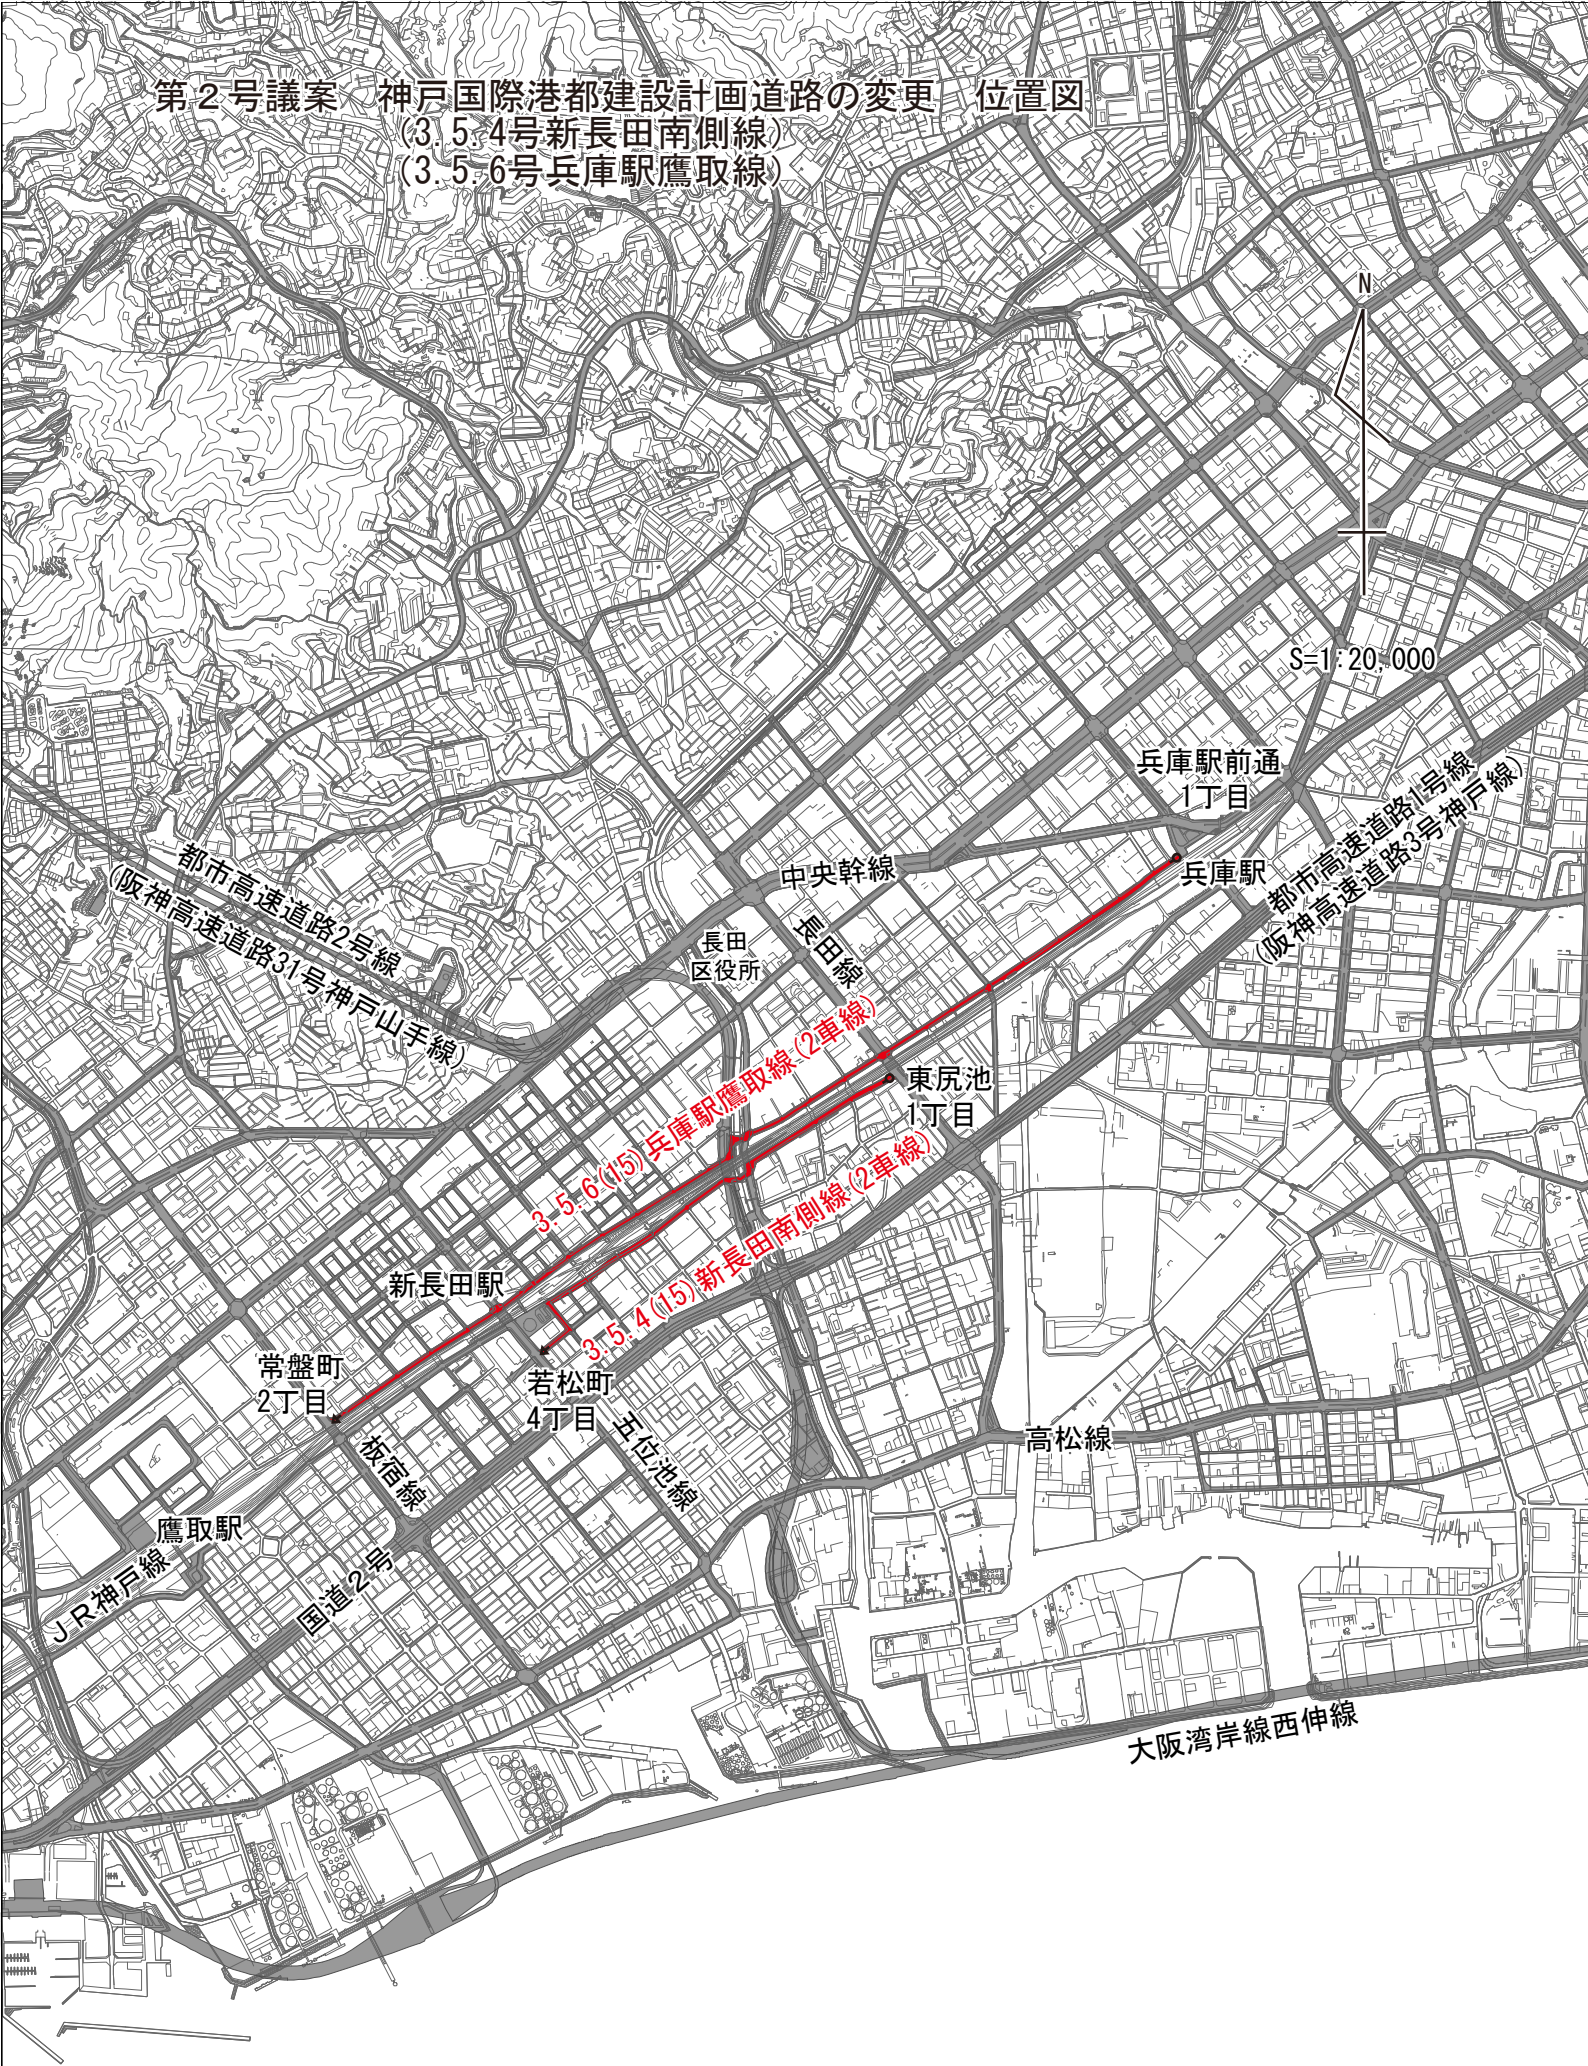 第２号議案　神戸国際港都建設計画道路の変更　位置図
(3.5.4号新長田南側線)
(3.5.6号兵庫駅鷹取線)
N
S=1:20,000
兵庫駅前通
1丁目
兵庫駅
都市高速道路1号線
(阪神高速道路3号神戸線)
中央幹線
都市高速道路2号線
(阪神高速道路31号神戸山手線)
長田
区役所
長田線
3.5.6(15)兵庫駅鷹取線(2車線)
東尻池
1丁目
3.5.4(15)新長田南側線(2車線)
新長田駅
常盤町
2丁目
若松町
4丁目
五位池線
板宿線
高松線
鷹取駅
ＪＲ神戸線
国道２号
大阪湾岸線西伸線